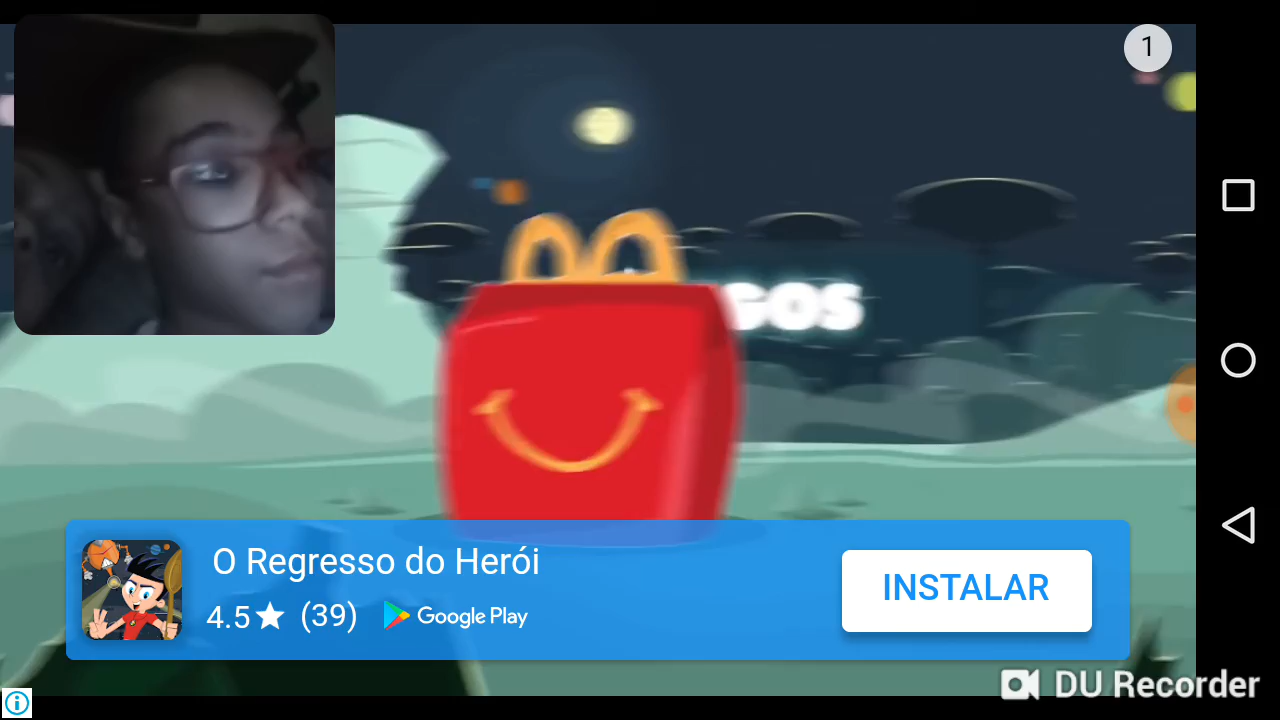 1
GOS
O Regresso do Herói
4.5★ (39) Google Play
INSTALAR
DU Recorder